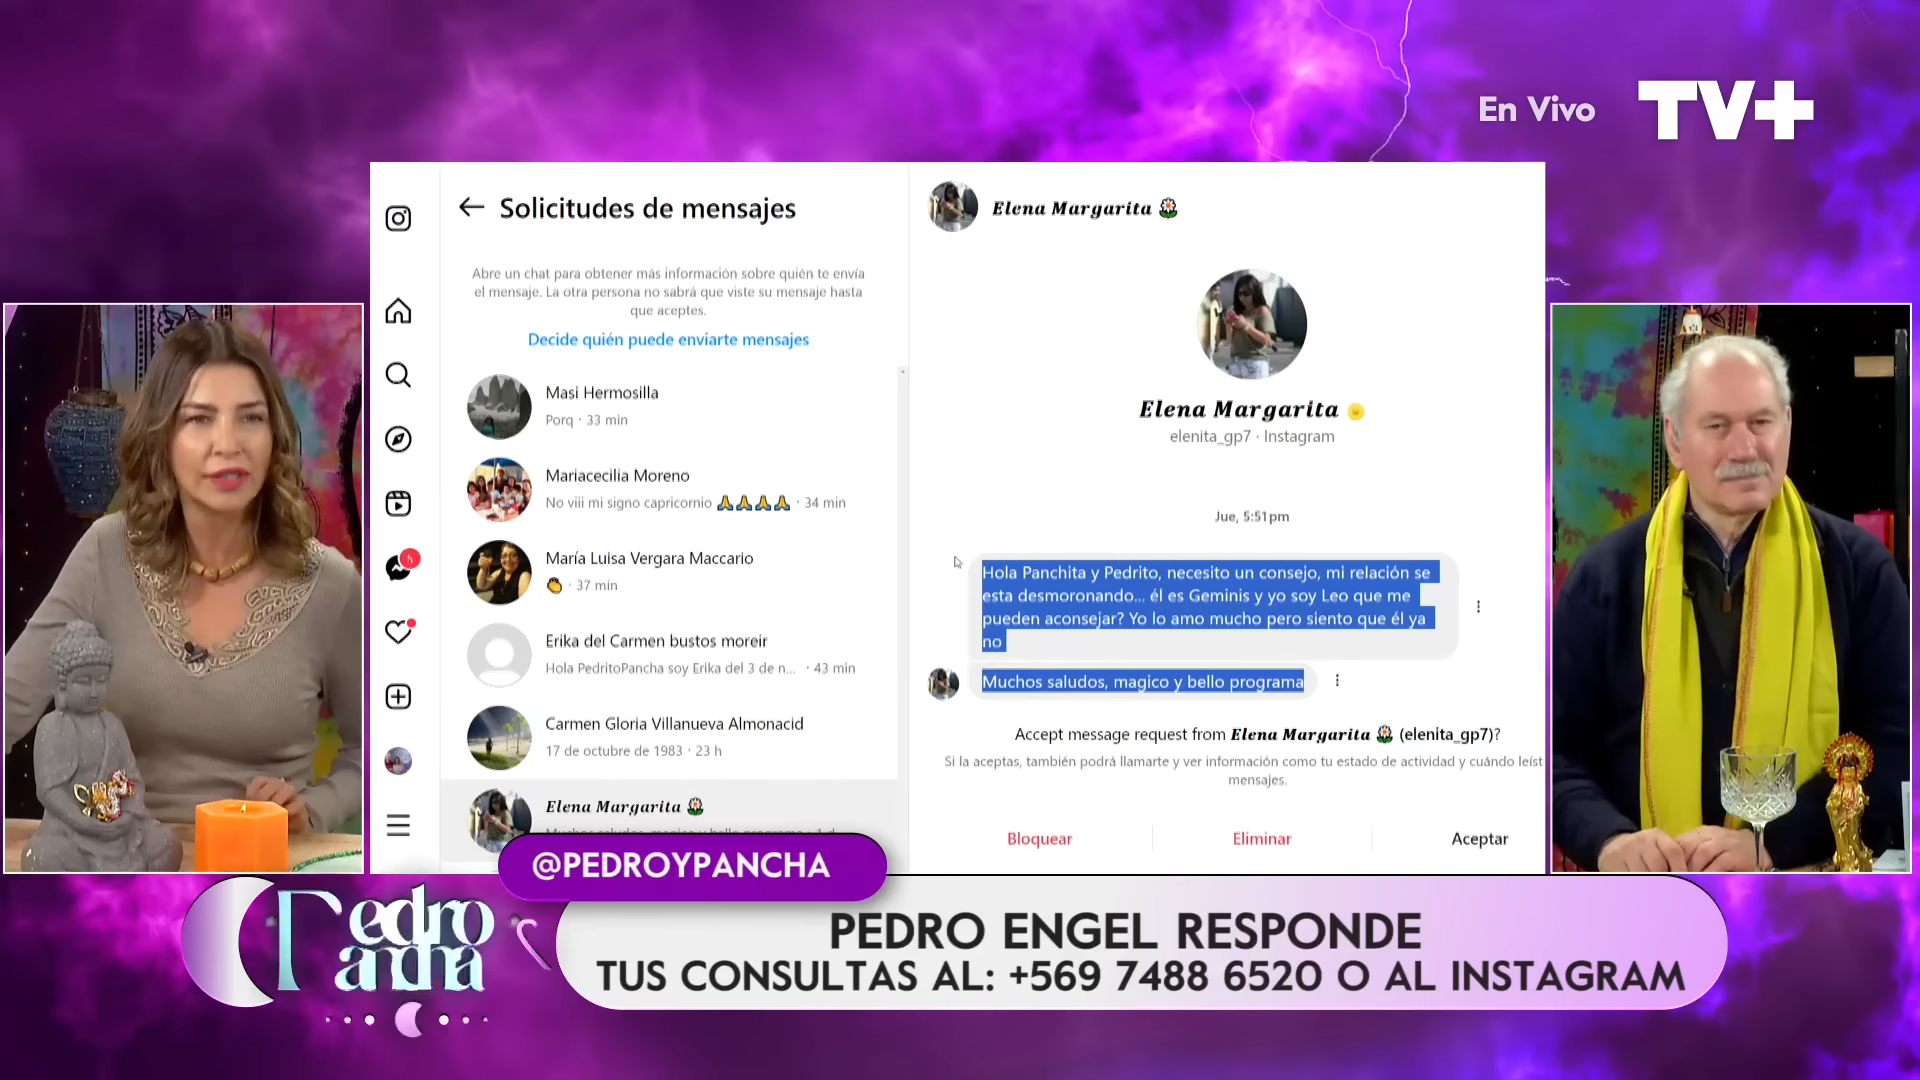 En Vivo
TV+
Solicitudes de mensajes
Abre un chat para obtener más información sobre quién te envía
el mensaje. La otra persona no sabrá que viste su mensaje hasta
que aceptes.
Decide quién puede enviarte mensajes
Masi Hermosilla
Porq · 33 min
Mariacecilia Moreno
No viii mi signo capricornio 🙏🙏🙏🙏 · 34 min
María Luisa Vergara Maccario
👏 · 37 min
Erika del Carmen bustos moreir
Hola PedritoPancha soy Erika del 3 de n... · 43 min
Carmen Gloria Villanueva Almonacid
17 de octubre de 1983 · 23 h
Elena Margarita
Muchos saludos, magico y bello programa · 1 d
5
Elena Margarita
Elena Margarita
elenita_gp7 · Instagram
Jue, 5:51pm
Hola Panchita y Pedrito, necesito un consejo, mi relación se
esta desmoronando... él es Geminis y yo soy Leo que me
pueden aconsejar? Yo lo amo mucho pero siento que él ya
no
Muchos saludos, magico y bello programa
Accept message request from Elena Margarita (elenita_gp7)?
Si la aceptas, también podrá llamarte y ver información como tu estado de actividad y cuándo leíst
mensajes.
Bloquear
Eliminar
Aceptar
@PEDROYPANCHA
Pedro
Pancha
PEDRO ENGEL RESPONDE
TUS CONSULTAS AL: +569 7488 6520 O AL INSTAGRAM